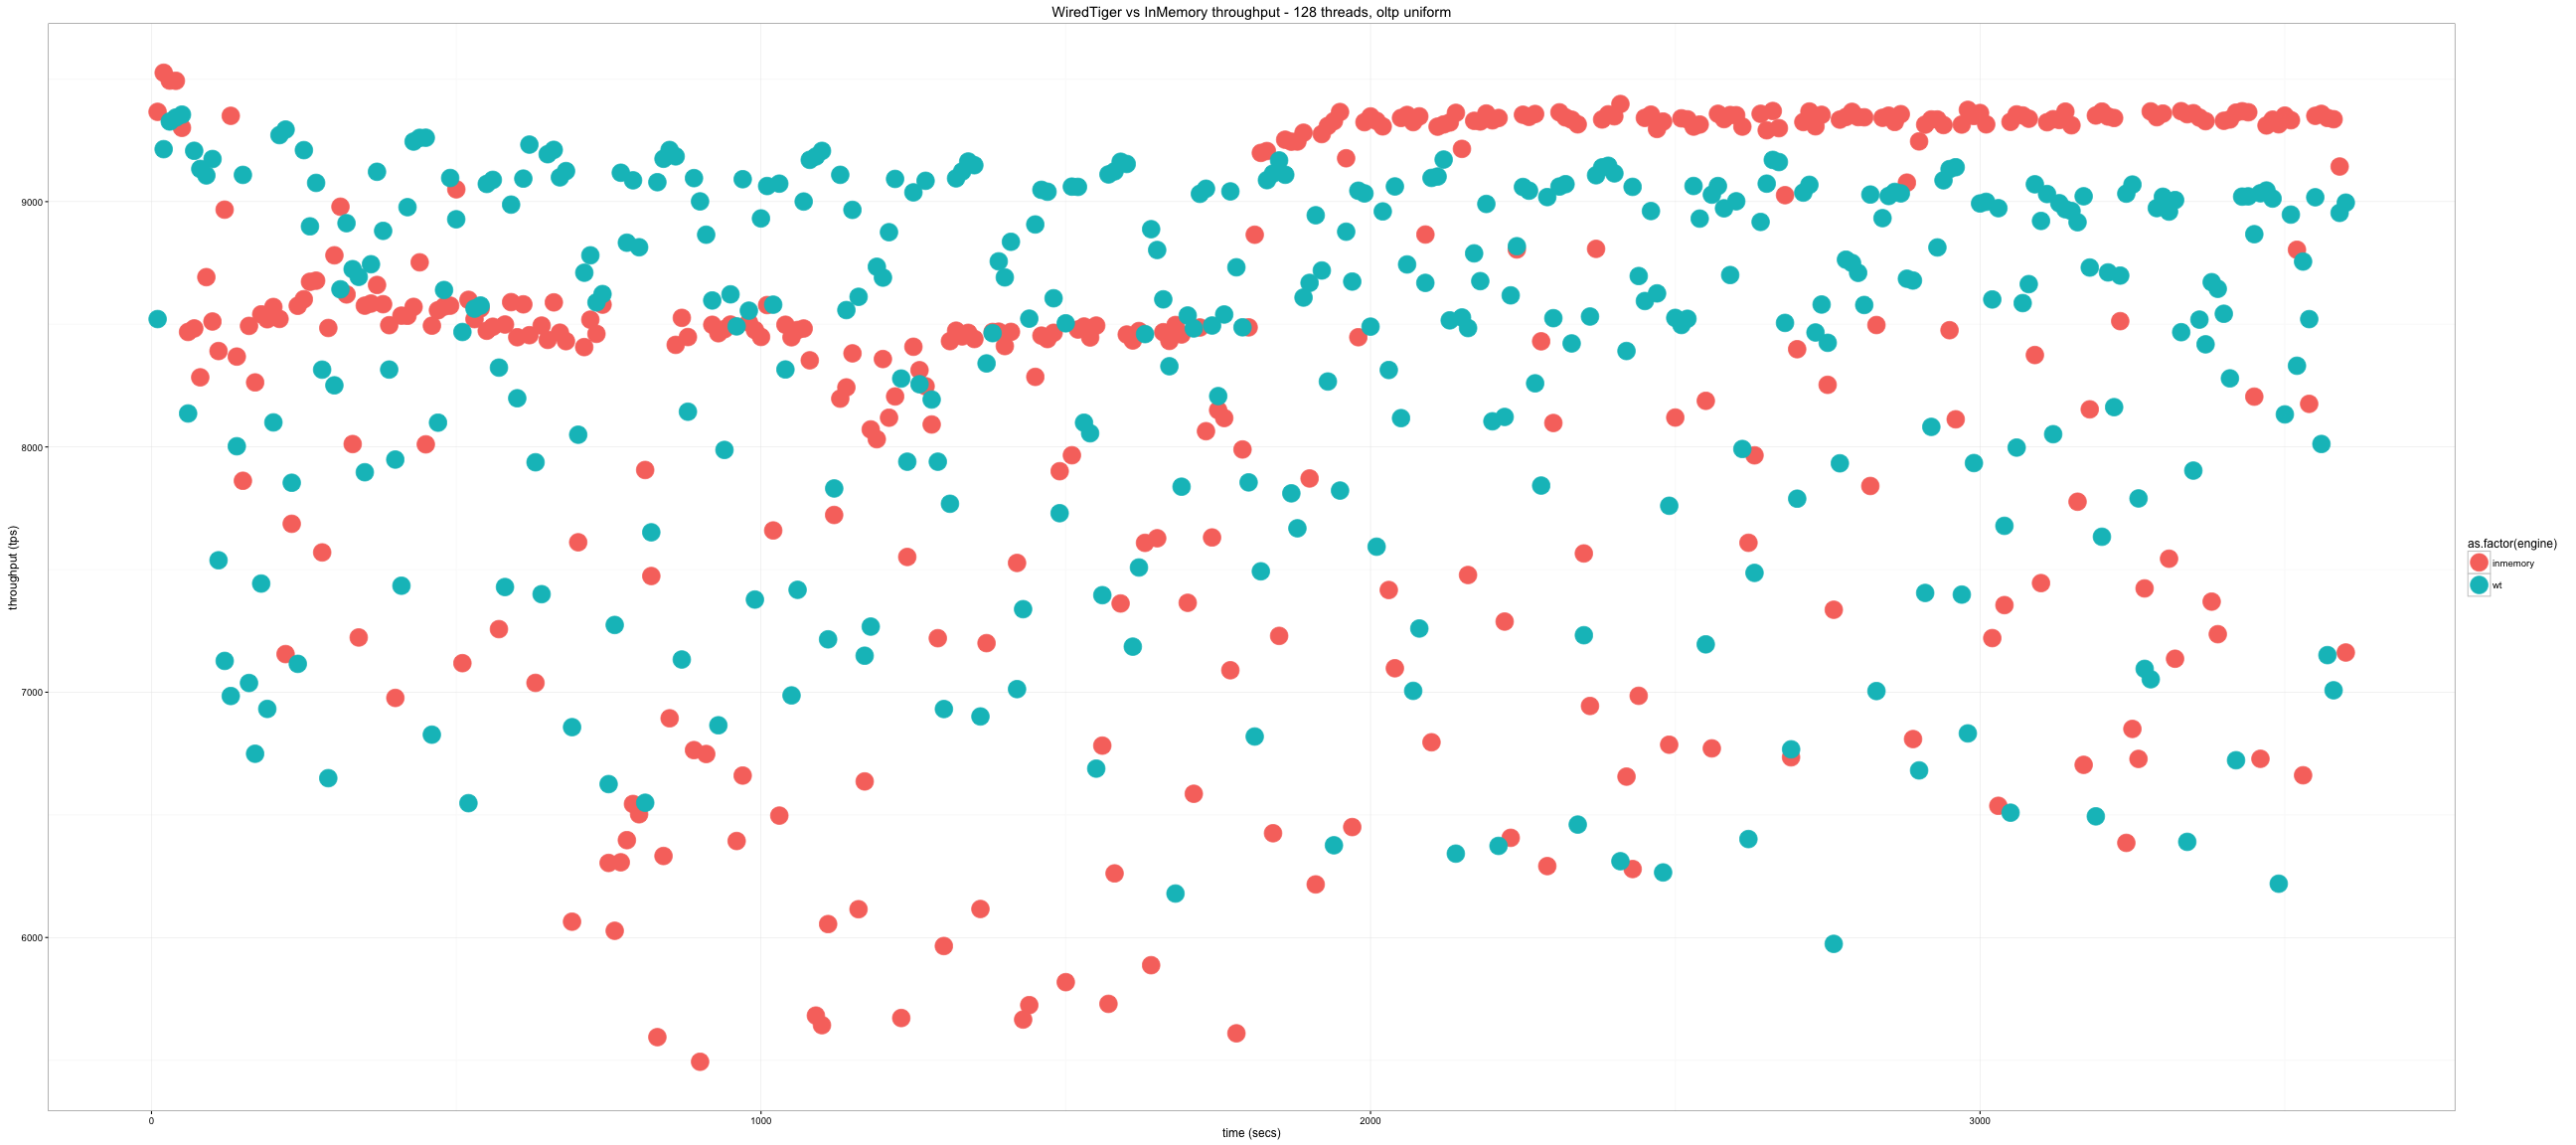 WiredTiger vs InMemory throughput - 128 threads, oltp uniform
throughput (tps)
9000
8000
7000
6000
0
1000
2000
3000
time (secs)
as.factor(engine)
inmemory
wt